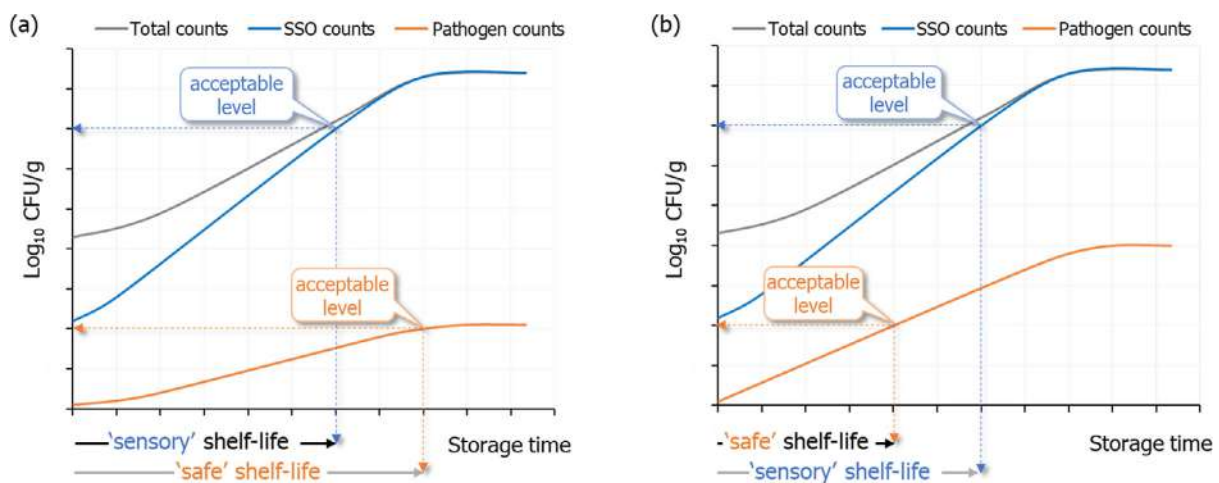 (a)
Total counts SSO counts Pathogen counts
acceptable
level
Log₁₀ CFU/g
acceptable
level
'sensory' shelf-life
Storage time
'safe' shelf-life
(b)
Total counts SSO counts Pathogen counts
acceptable
level
Log₁₀ CFU/g
acceptable
level
'safe' shelf-life
Storage time
'sensory' shelf-life